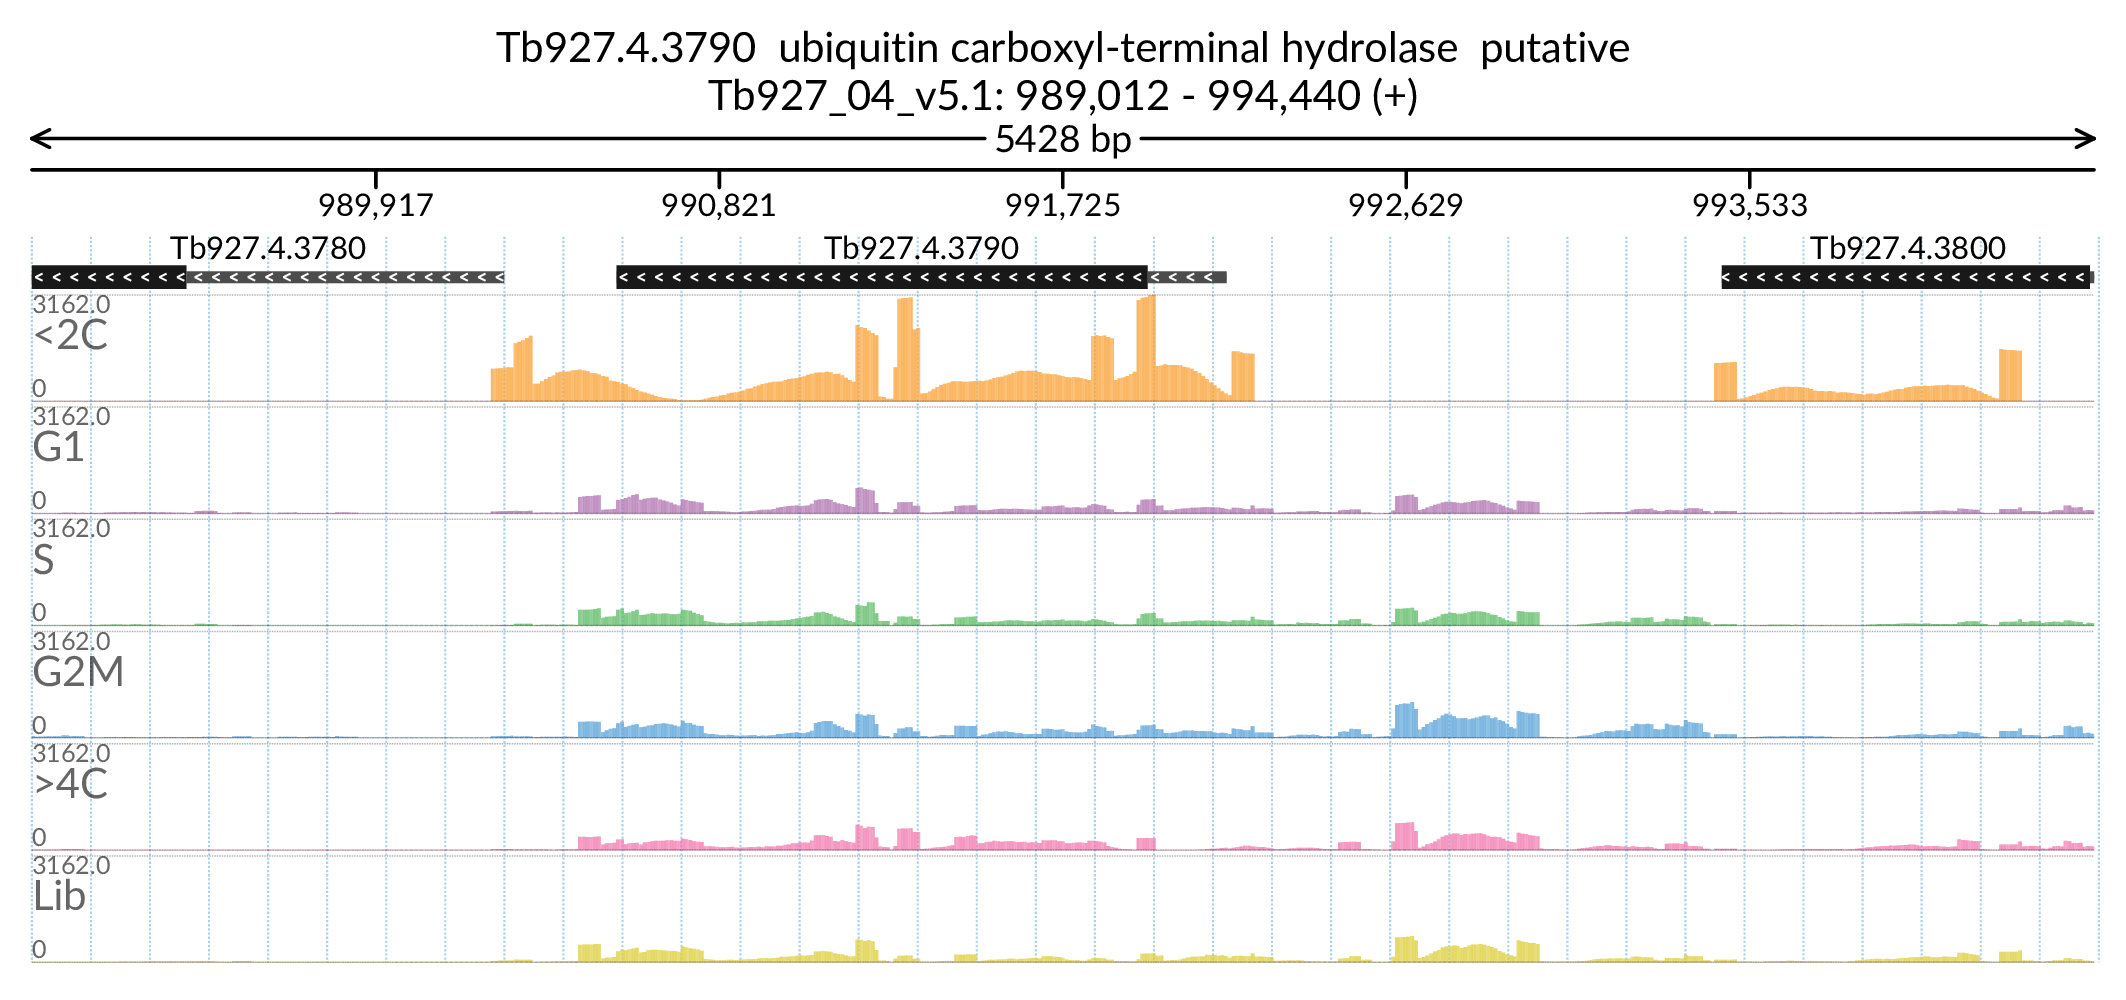 Tb927.4.3790  ubiquitin carboxyl-terminal hydrolase  putative
Tb927_04_v5.1: 989,012 - 994,440 (+)
5428 bp
989,917 990,821 991,725 992,629 993,533
Tb927.4.3780 Tb927.4.3790 Tb927.4.3800
3162.0
<2C
0
3162.0
G1
0
3162.0
S
0
3162.0
G2M
0
3162.0
>4C
0
3162.0
Lib
0